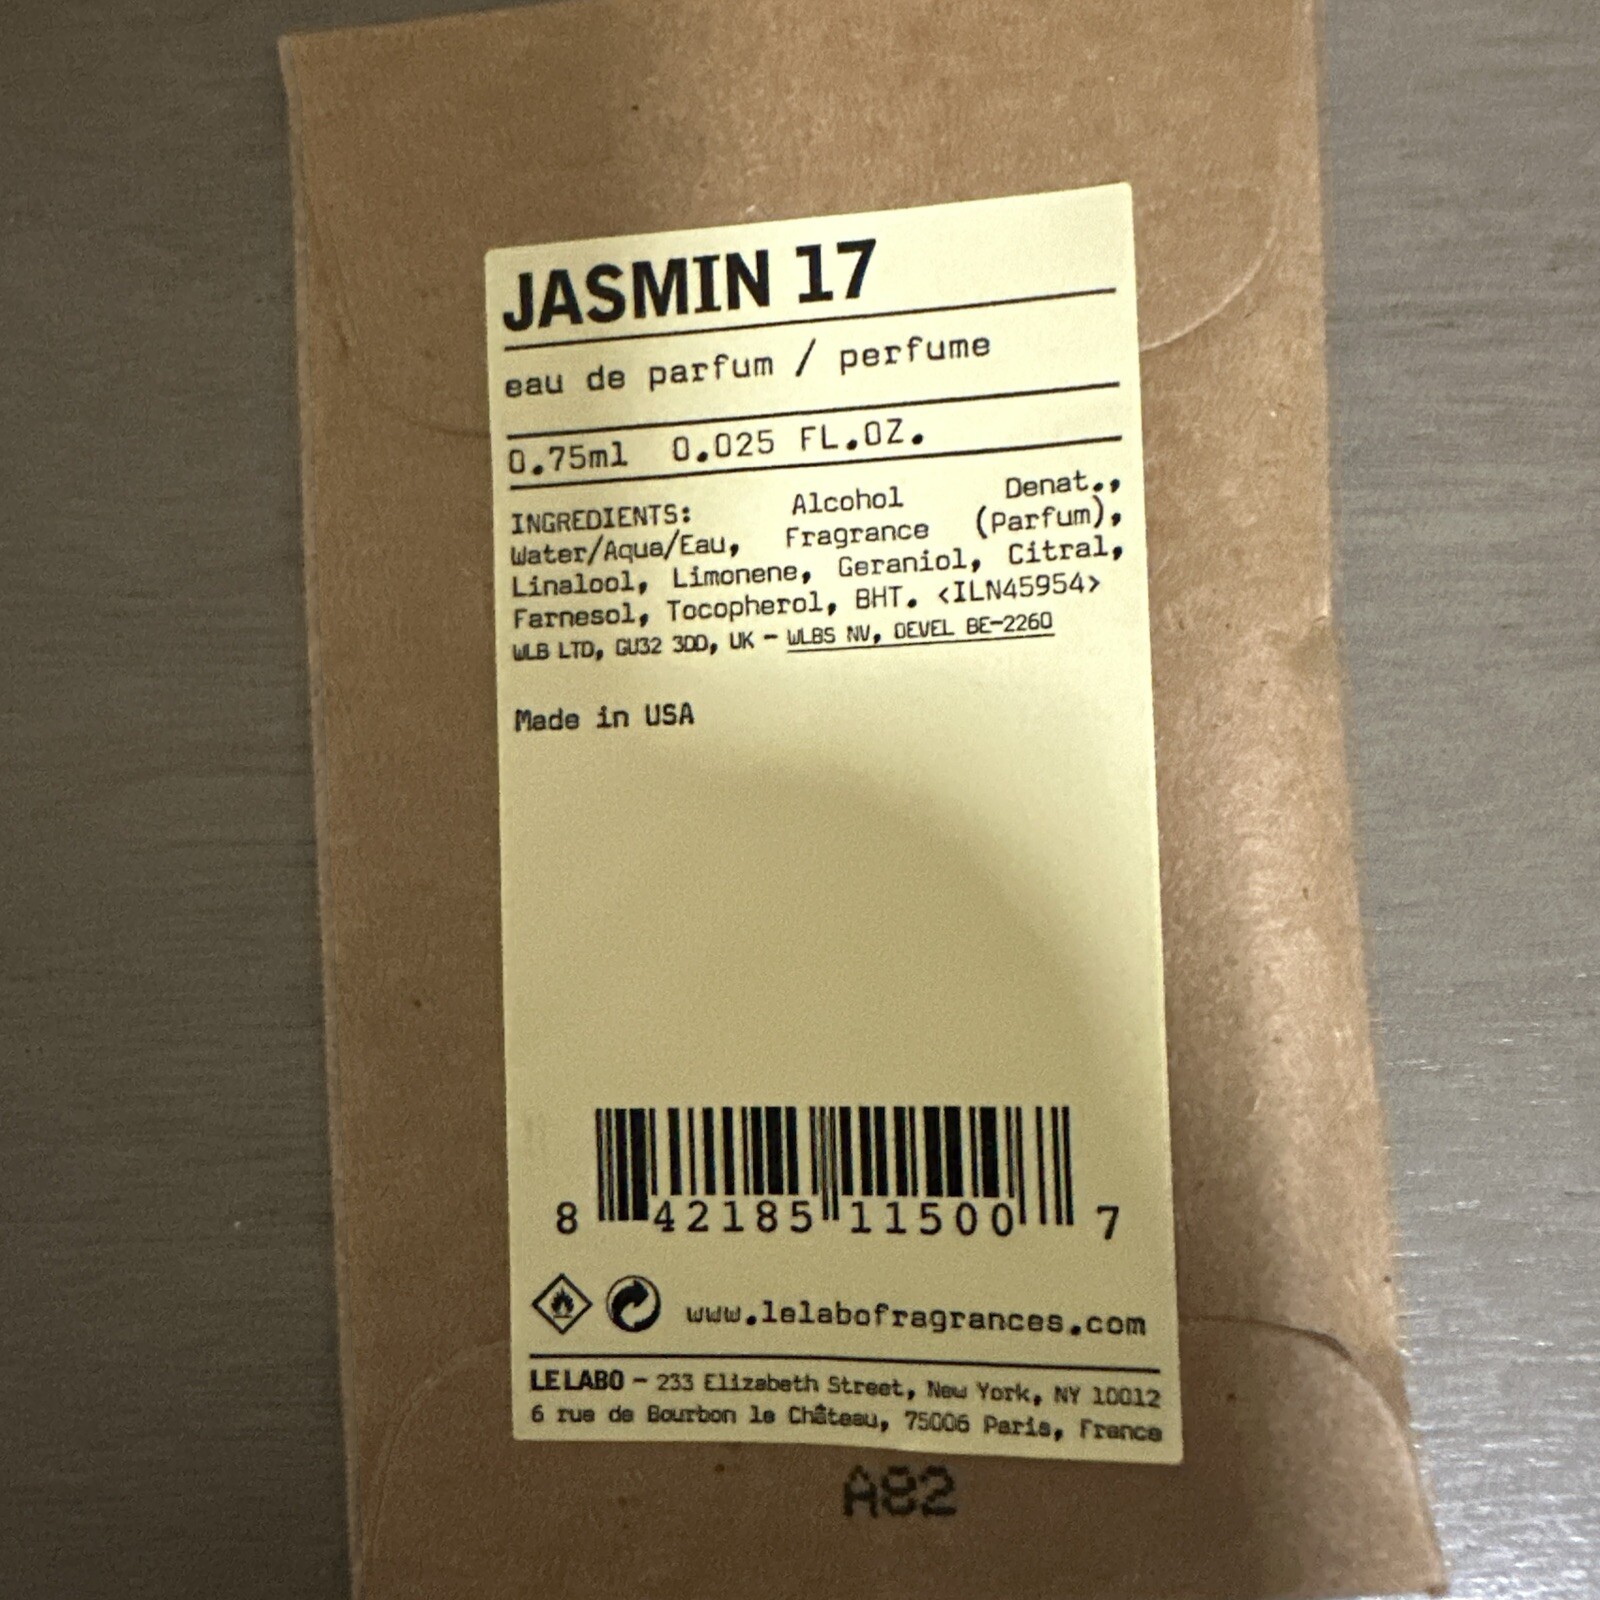 JASMIN 17
eau de parfum / perfume
0.75ml 0.025 FL.OZ.
INGREDIENTS: Alcohol Denat.,
Water/Aqua/Eau, Fragrance (Parfum),
Linalool, Limonene, Geraniol, Citral,
Farnesol, Tocopherol, BHT. <ILN45954>
WLB LTD, GU32 3DD, UK - WLBS NV, OEVEL BE-2260
Made in USA
8 42185 11500 7
www.lelabofragrances.com
LE LABO - 233 Elizabeth Street, New York, NY 10012
6 rue de Bourbon le Château, 75006 Paris, France
A82